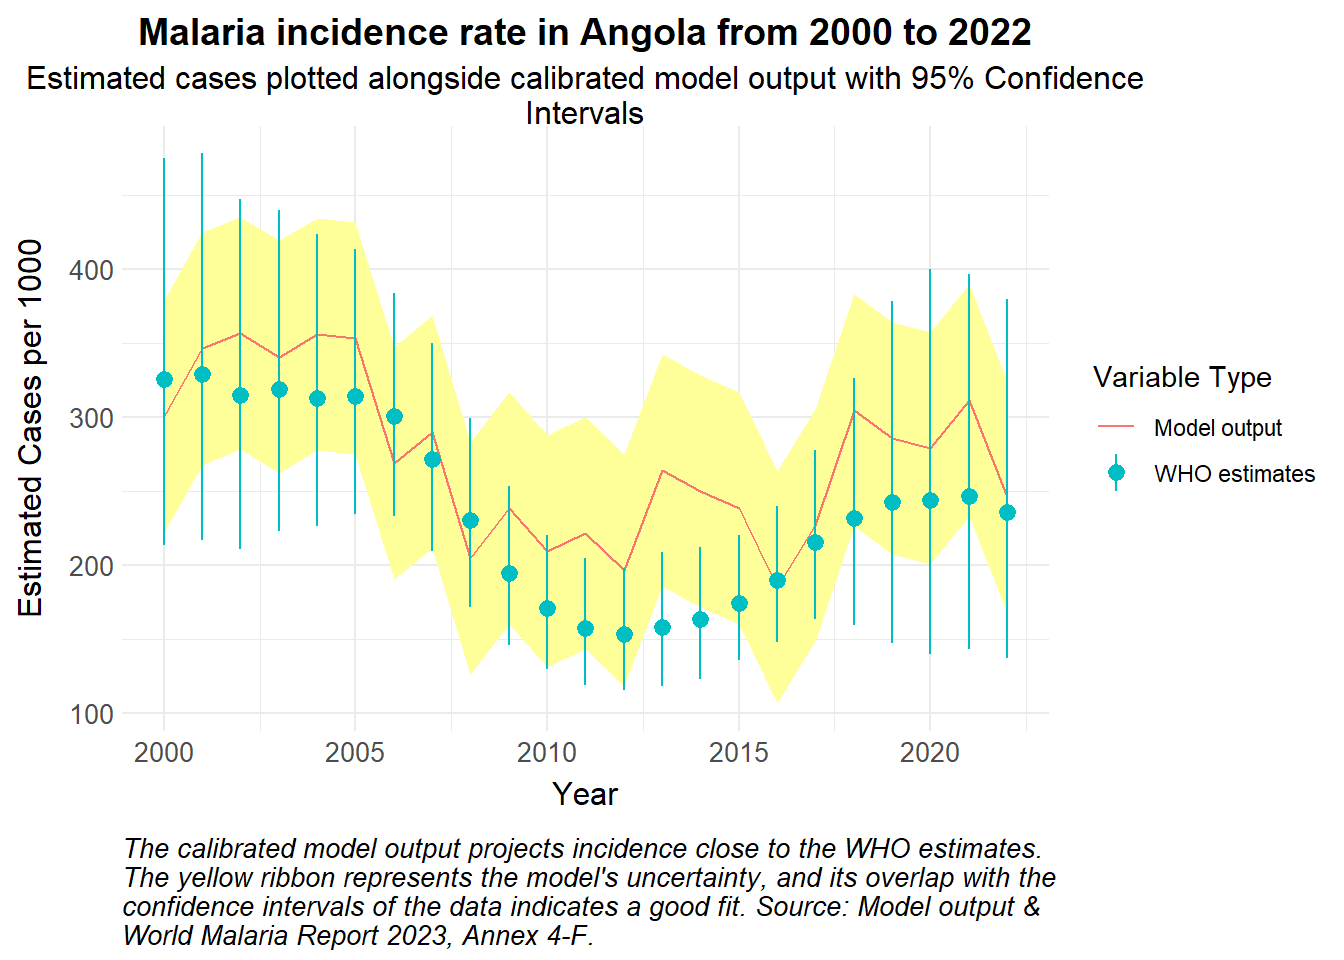 Malaria incidence rate in Angola from 2000 to 2022
Estimated cases plotted alongside calibrated model output with 95% Confidence
Intervals
Estimated Cases per 1000
400
300
200
100
2000 2005 2010 2015 2020
Year
Variable Type
Model output
WHO estimates
The calibrated model output projects incidence close to the WHO estimates.
The yellow ribbon represents the model's uncertainty, and its overlap with the
confidence intervals of the data indicates a good fit. Source: Model output &
World Malaria Report 2023, Annex 4-F.